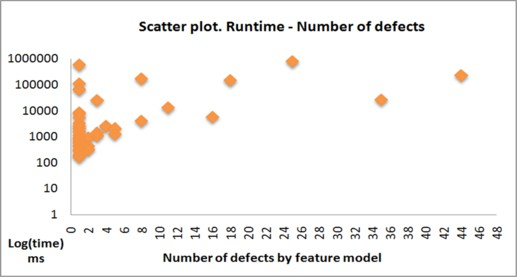 Scatter plot. Runtime - Number of defects
1000000
100000
10000
1000
100
10
1
0 2 4 6 8 10 12 14 16 18 20 22 24 26 28 30 32 34 36 38 40 42 44 46 48
Log(time)
ms
Number of defects by feature model